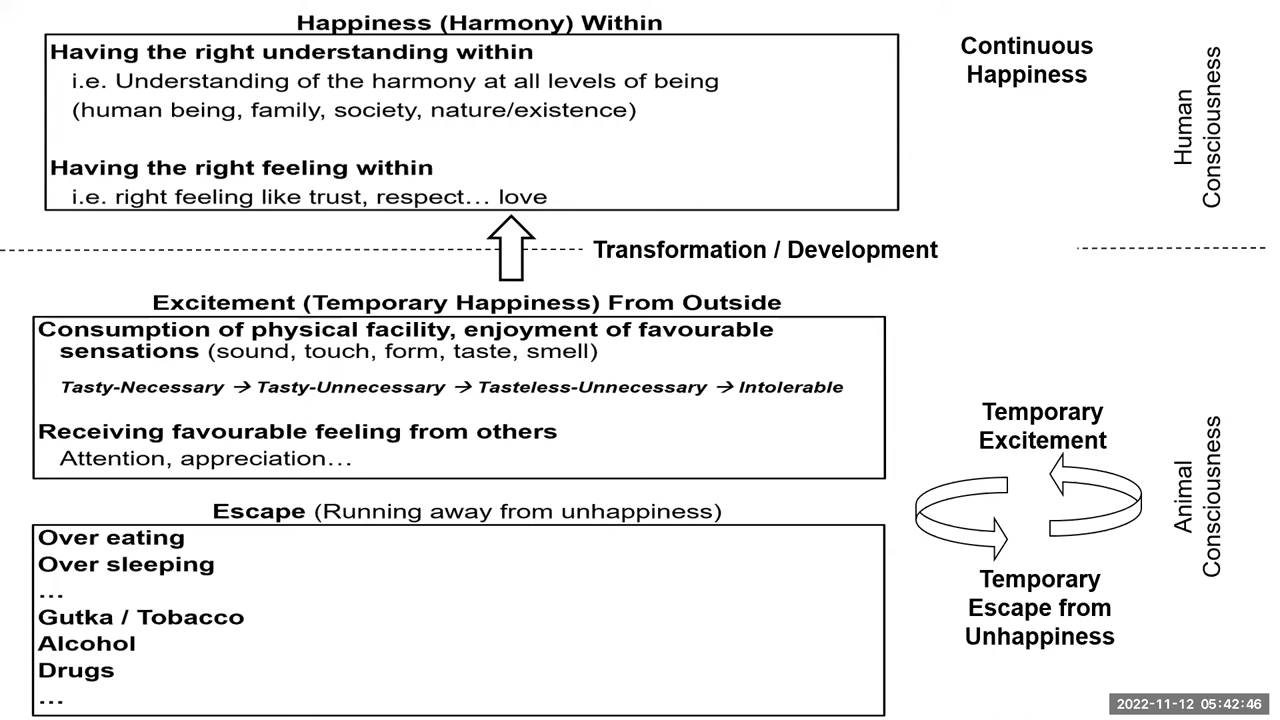 Happiness (Harmony) Within
Having the right understanding within
i.e. Understanding of the harmony at all levels of being
(human being, family, society, nature/existence)
Having the right feeling within
i.e. right feeling like trust, respect… love
Continuous
Happiness
Human
Consciousness
Transformation / Development
Excitement (Temporary Happiness) From Outside
Consumption of physical facility, enjoyment of favourable
sensations (sound, touch, form, taste, smell)
Tasty-Necessary → Tasty-Unnecessary → Tasteless-Unnecessary → Intolerable
Receiving favourable feeling from others
Attention, appreciation…
Escape (Running away from unhappiness)
Over eating
Over sleeping
…
Gutka / Tobacco
Alcohol
Drugs
…
Temporary
Excitement
Temporary
Escape from
Unhappiness
Animal
Consciousness
2022-11-12 05:42:46